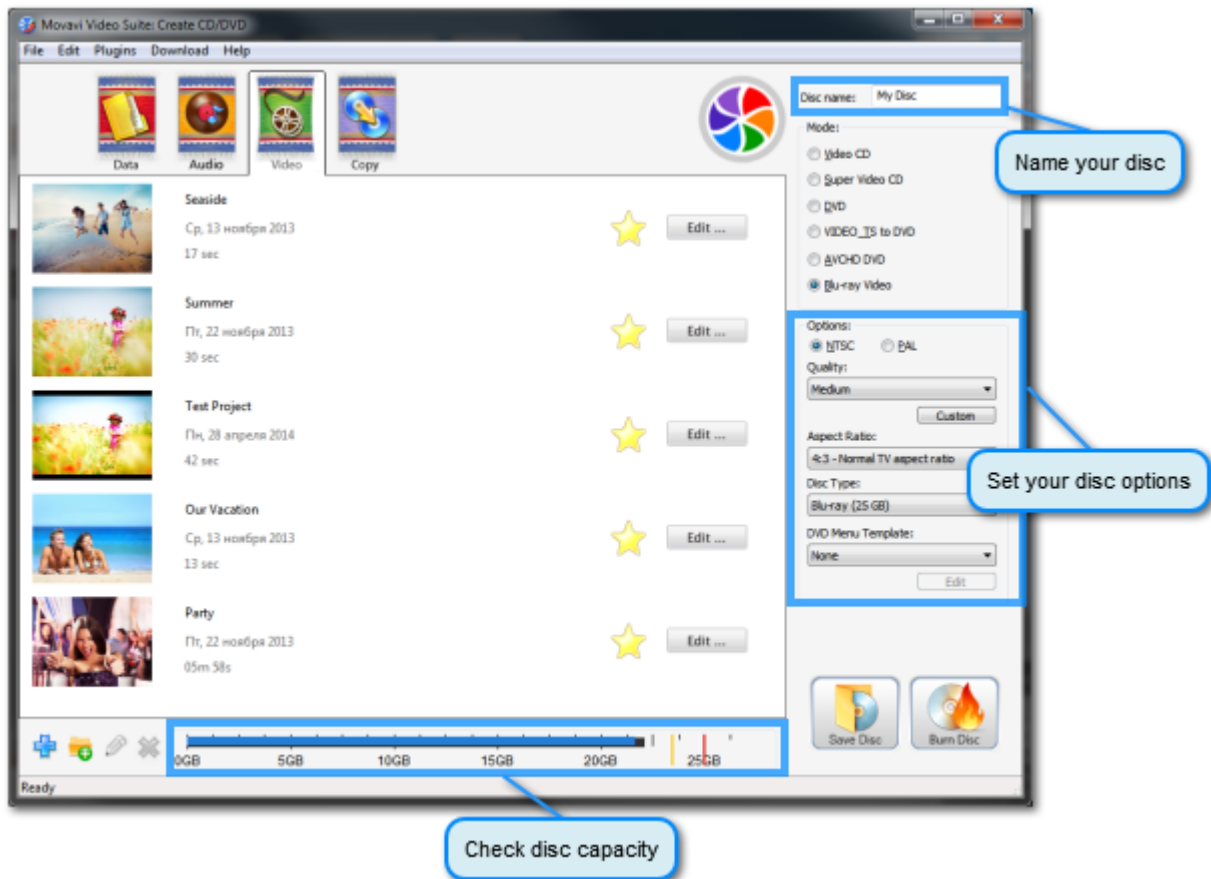 Movavi Video Suite: Create CD/DVD
File Edit Plugins Download Help
Data Audio Video Copy
Disc name: My Disc
Name your disc
Mode:
Video CD
Super Video CD
DVD
VIDEO_TS to DVD
AVCHD DVD
Blu-ray Video
Seaside
Ср, 13 ноября 2013
17 sec
Edit ...
Summer
Пт, 22 ноября 2013
30 sec
Edit ...
Test Project
Пн, 28 апреля 2014
42 sec
Edit ...
Our Vacation
Ср, 13 ноября 2013
13 sec
Edit ...
Party
Пт, 22 ноября 2013
05m 58s
Edit ...
Options:
NTSC PAL
Quality:
Medium
Custom
Aspect Ratio:
4:3 - Normal TV aspect ratio
Disc Type:
Blu-ray (25 GB)
DVD Menu Template:
None
Edit
Set your disc options
Save Disc Burn Disc
0GB 5GB 10GB 15GB 20GB 25GB
Ready
Check disc capacity